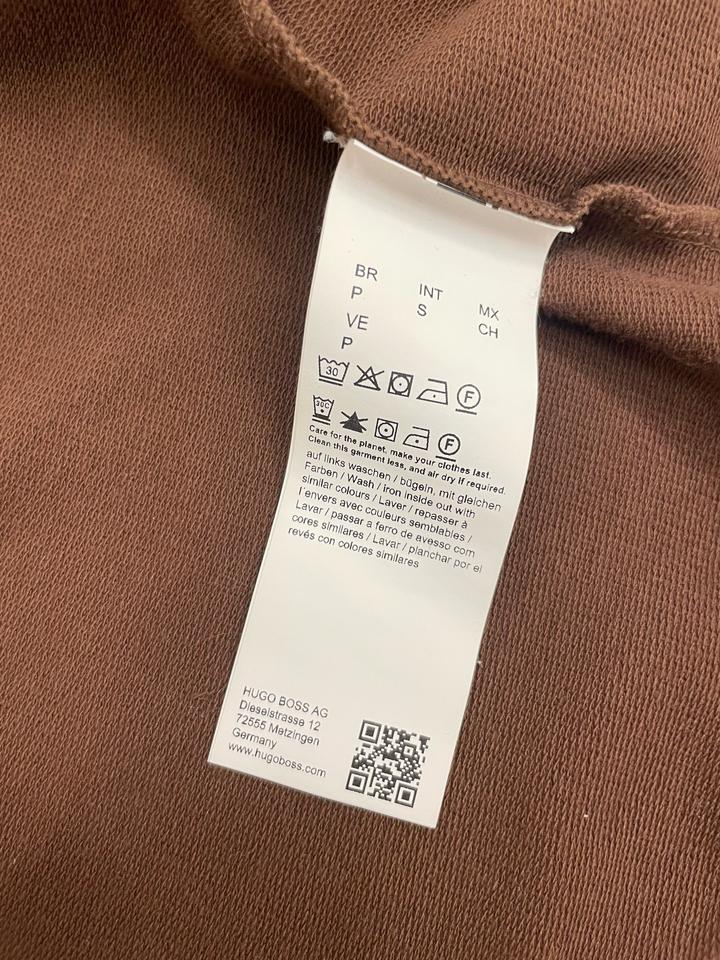 BR INT MX
P S CH
VE
P
30 F
30C F
Care for the planet, make your clothes last.
Clean this garment less, and air dry if required.
auf links waschen / bügeln, mit gleichen
Farben / Wash / iron inside out with
similar colours / Laver / repasser à
l'envers avec couleurs semblables /
Lavar / passar a ferro de avesso com
cores similares / Lavar / planchar por el
revés con colores similares
HUGO BOSS AG
Dieselstrasse 12
72555 Metzingen
Germany
www.hugoboss.com